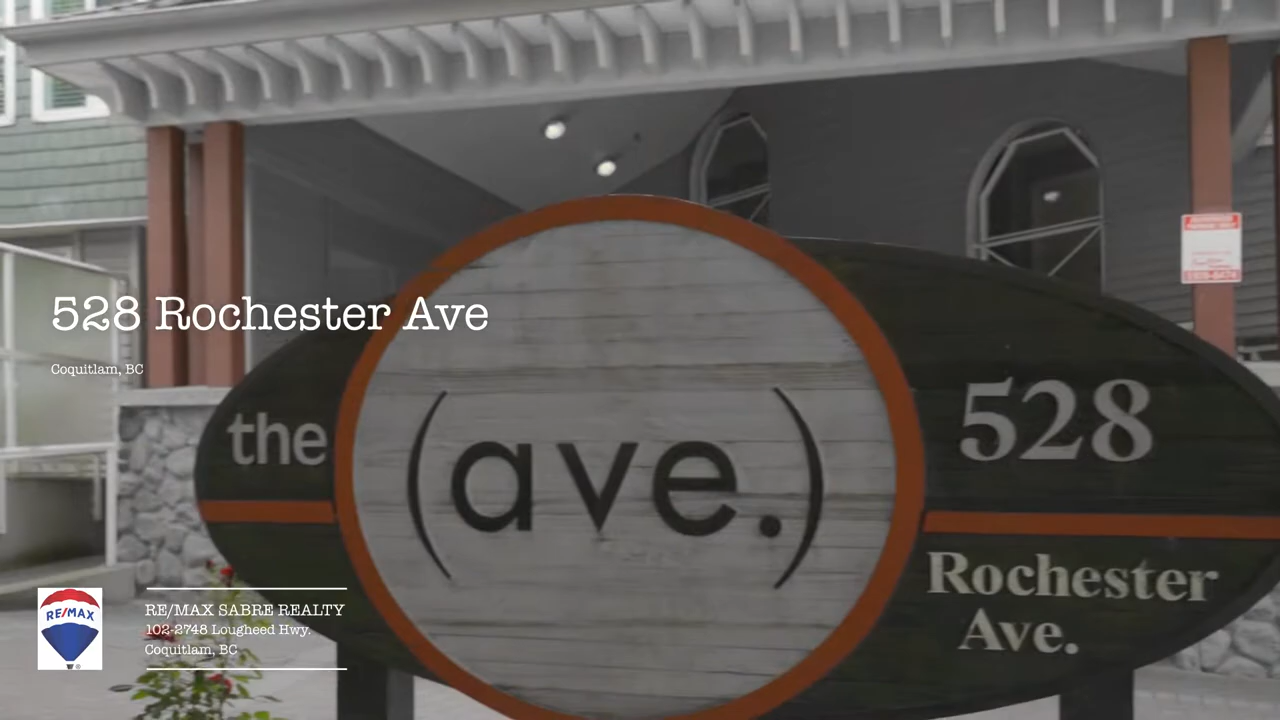 528 Rochester Ave
Coquitlam, BC
the
(ave.)
528
Rochester
Ave.
RE/MAX
RE/MAX SABRE REALTY
102-2748 Lougheed Hwy.
Coquitlam, BC